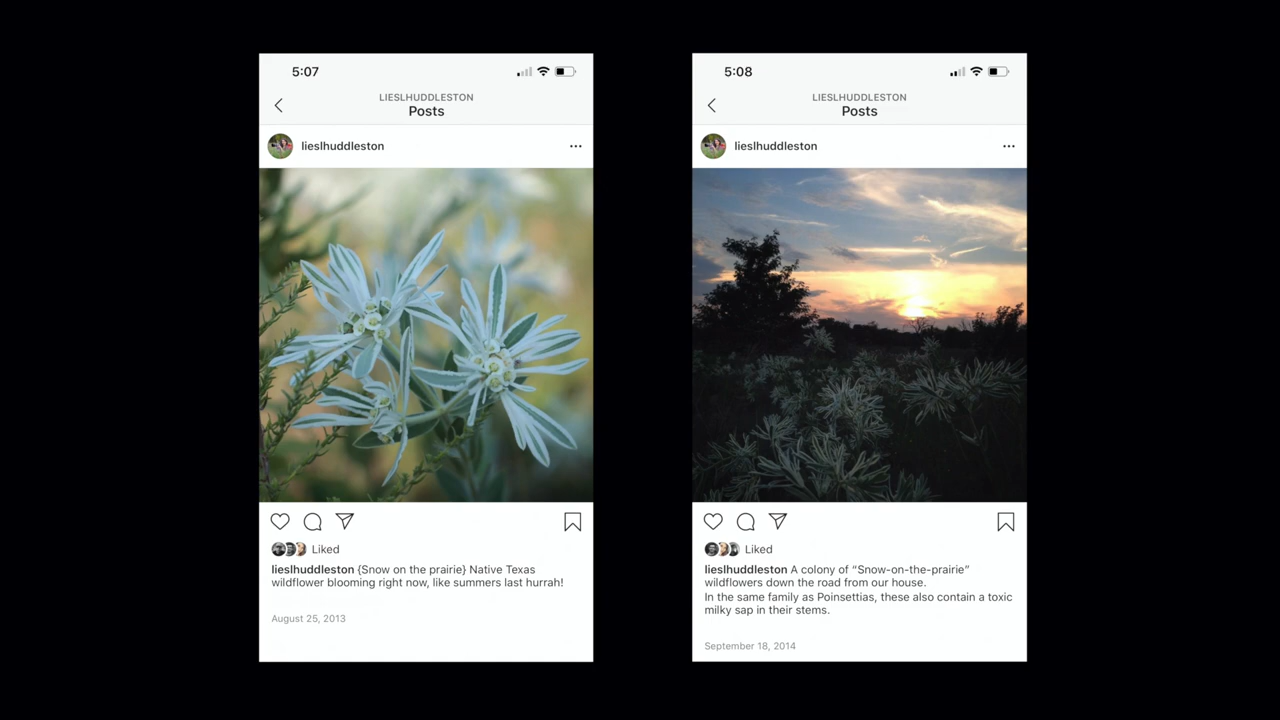 5:07
LIESLHUDDLESTON
Posts
lieslhuddleston
Liked
lieslhuddleston {Snow on the prairie} Native Texas
wildflower blooming right now, like summers last hurrah!
August 25, 2013
5:08
LIESLHUDDLESTON
Posts
lieslhuddleston
Liked
lieslhuddleston A colony of “Snow-on-the-prairie”
wildflowers down the road from our house.
In the same family as Poinsettias, these also contain a toxic
milky sap in their stems.
September 18, 2014